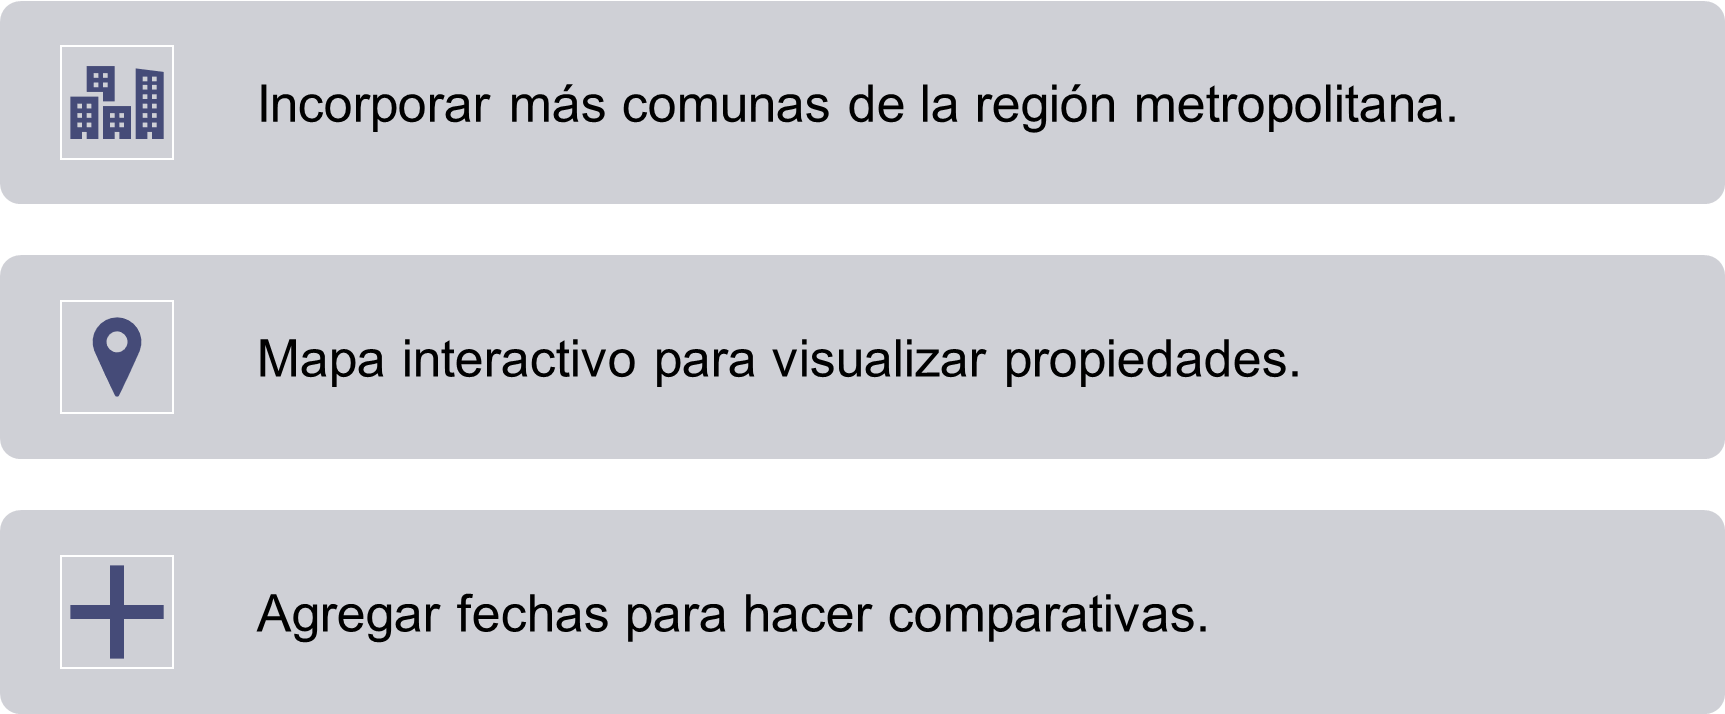 Incorporar más comunas de la región metropolitana.
Mapa interactivo para visualizar propiedades.
Agregar fechas para hacer comparativas.